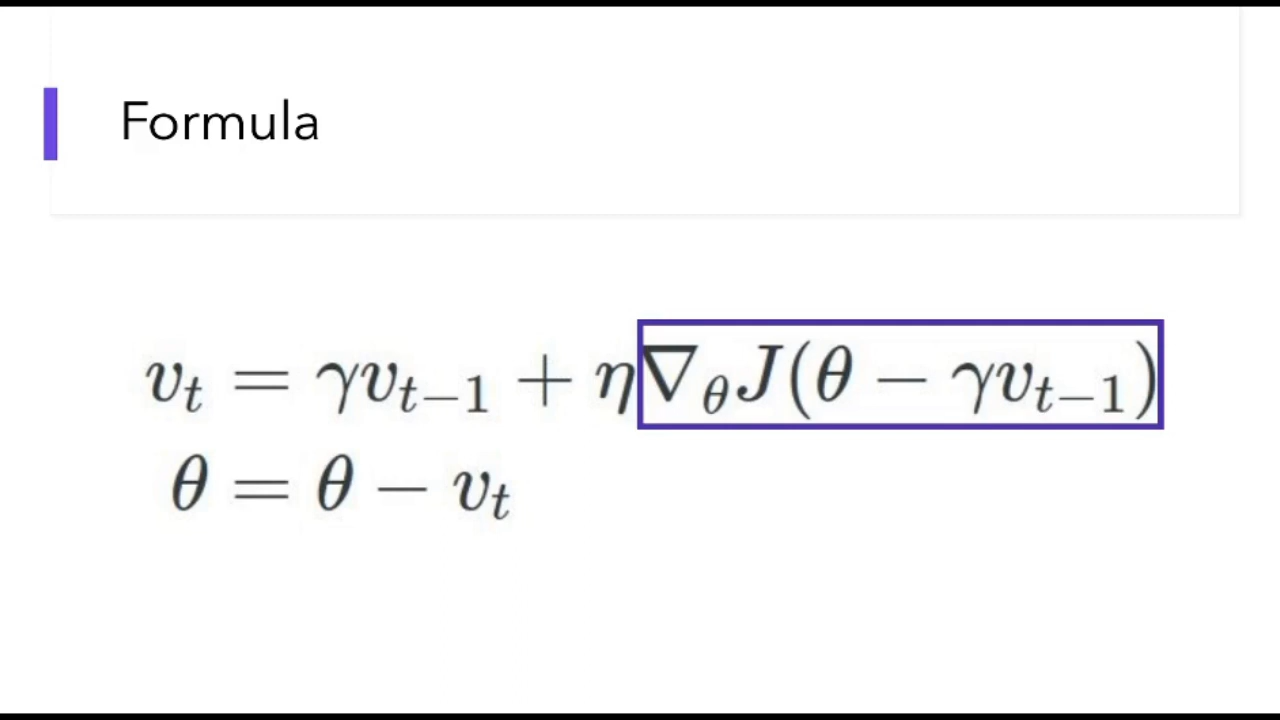 Formula
v_t = γv_{t−1} + η∇_θJ(θ − γv_{t−1})
θ = θ − v_t